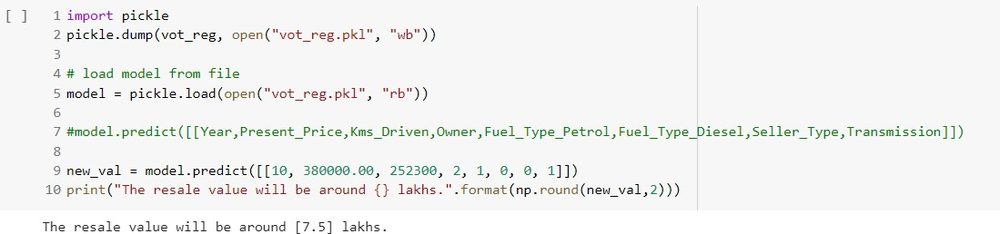 [ ] 1 import pickle
2 pickle.dump(vot_reg, open("vot_reg.pkl", "wb"))
3
4 # load model from file
5 model = pickle.load(open("vot_reg.pkl", "rb"))
6
7 #model.predict([[Year,Present_Price,Kms_Driven,Owner,Fuel_Type_Petrol,Fuel_Type_Diesel,Seller_Type,Transmission]])
8
9 new_val = model.predict([[10, 380000.00, 252300, 2, 1, 0, 0, 1]])
10 print("The resale value will be around {} lakhs.".format(np.round(new_val,2)))
The resale value will be around [7.5] lakhs.